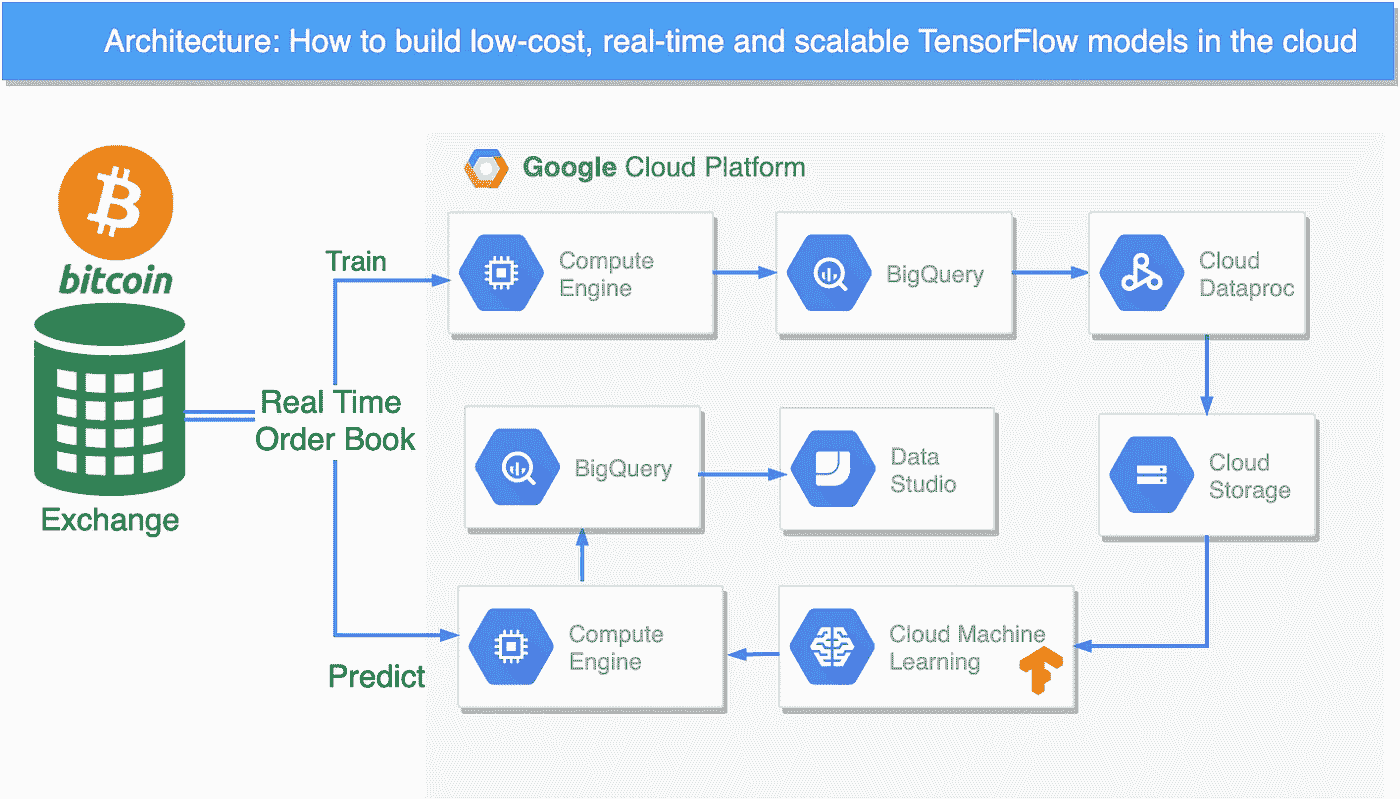 Architecture: How to build low-cost, real-time and scalable TensorFlow models in the cloud
Google Cloud Platform
bitcoin
Train
Compute
Engine
BigQuery
Cloud
Dataproc
Real Time
Order Book
Exchange
BigQuery
Data
Studio
Cloud
Storage
Predict
Compute
Engine
Cloud Machine
Learning